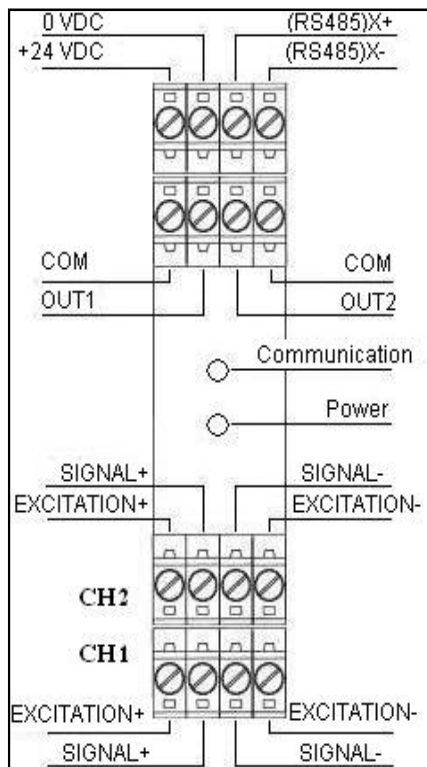 0 VDC (RS485)X+
+24 VDC (RS485)X-
COM COM
OUT1 OUT2
Communication
Power
SIGNAL+ SIGNAL-
EXCITATION+ EXCITATION-
CH2
CH1
EXCITATION+ EXCITATION-
SIGNAL+ SIGNAL-